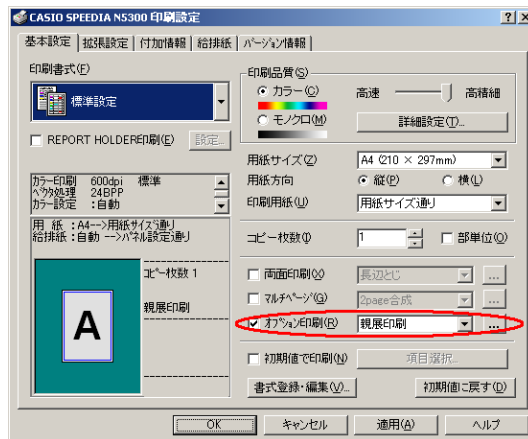 CASIO SPEEDIA N5300 印刷設定
基本設定 拡張設定 付加情報 給排紙 バージョン情報
印刷書式(F)
標準設定
REPORT HOLDER印刷(E) 設定...
カラー印刷 600dpi 標準
ベタ処理 24BPP
カラー設定 :自動
用 紙 :A4-->用紙サイズ通り
給排紙:自動 -->パネル設定通り
コピー枚数 1
親展印刷
A
印刷品質(S)
カラー(C) 高速 高精細
モノクロ(M) 詳細設定(T)...
用紙サイズ(Z) A4 (210 × 297mm)
用紙方向 縦(P) 横(L)
印刷用紙(U) 用紙サイズ通り
コピー枚数(I) 1 部単位(O)
両面印刷(X) 長辺とじ ...
マルチページ(G) 2page合成 ...
オプション印刷(R) 親展印刷 ...
初期値で印刷(N) 項目選択...
書式登録・編集(V)... 初期値に戻す(D)
OK キャンセル 適用(A) ヘルプ